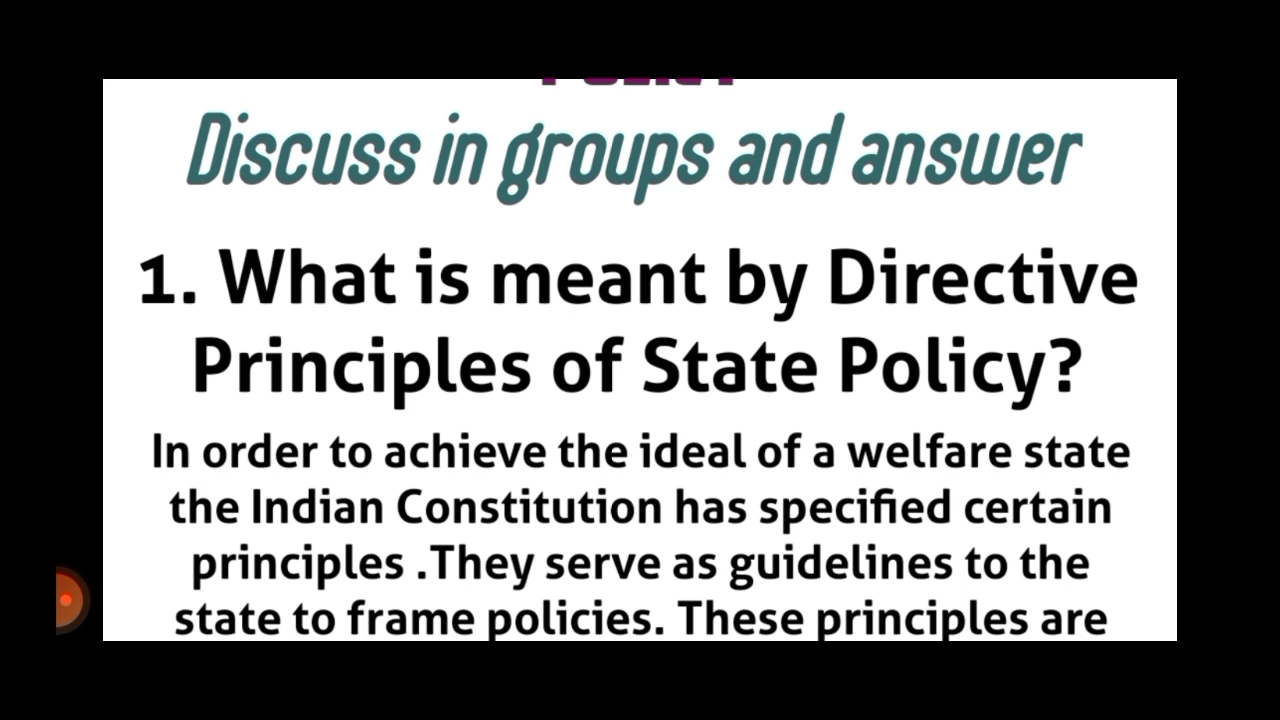 Discuss in groups and answer
1. What is meant by Directive
Principles of State Policy?
In order to achieve the ideal of a welfare state
the Indian Constitution has specified certain
principles .They serve as guidelines to the
state to frame policies. These principles are